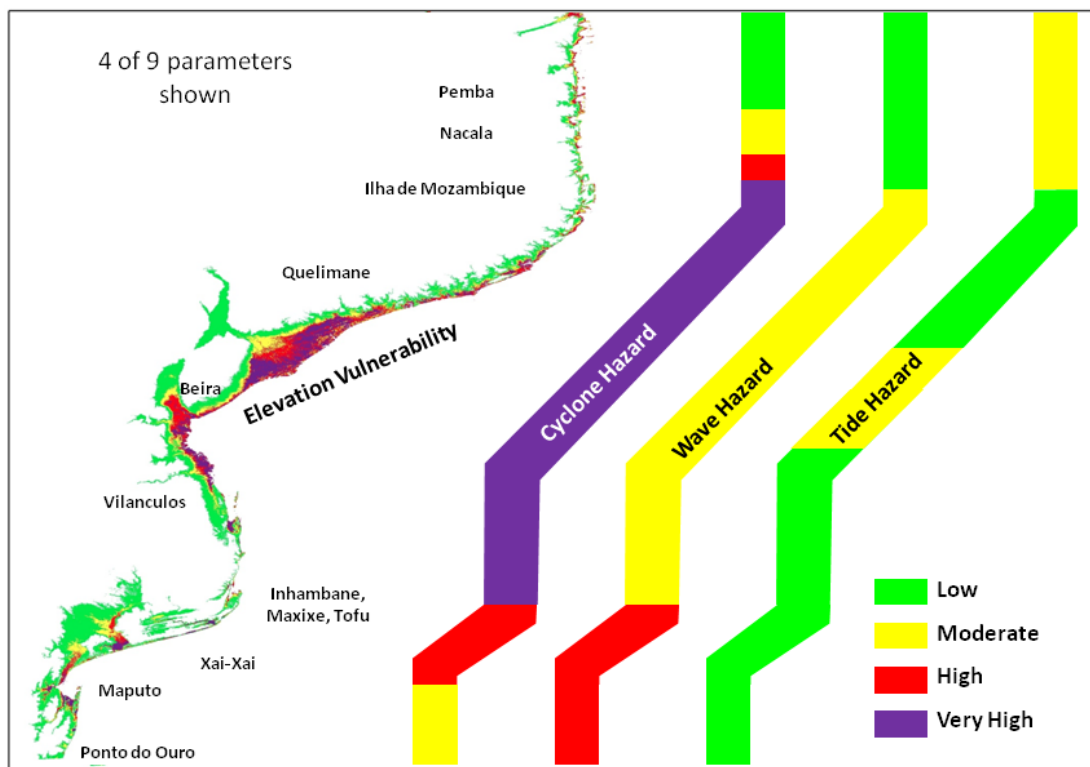 4 of 9 parameters
shown
Pemba
Nacala
Ilha de Mozambique
Quelimane
Elevation Vulnerability
Beira
Vilanculos
Inhambane,
Maxixe, Tofu
Xai-Xai
Maputo
Ponto do Ouro
Cyclone Hazard
Wave Hazard
Tide Hazard
Low
Moderate
High
Very High